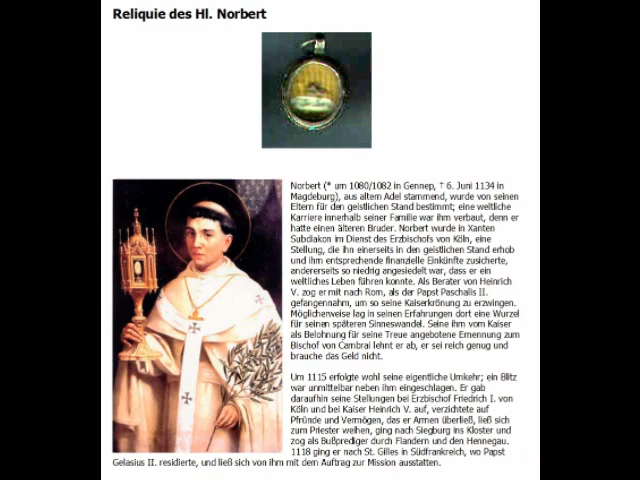 Reliquie des Hl. Norbert
Norbert (* um 1080/1082 in Gennep, † 6. Juni 1134 in
Magdeburg), aus altem Adel stammend, wurde von seinen
Eltern für den geistlichen Stand bestimmt; eine weltliche
Karriere innerhalb seiner Familie war ihm verbaut, denn er
hatte einen älteren Bruder. Norbert wurde in Xanten
Subdiakon im Dienst des Erzbischofs von Köln, eine
Stellung, die ihn einerseits in den geistlichen Stand erhob
und ihm entsprechende finanzielle Einkünfte zusicherte,
andererseits so niedrig angesiedelt war, dass er ein
weltliches Leben führen konnte. Als Berater von Heinrich
V. zog er mit nach Rom, als der Papst Paschalis II.
gefangennahm, um so seine Kaiserkrönung zu erzwingen.
Möglicherweise lag in seinen Erfahrungen dort eine Wurzel
für seinen späteren Sinneswandel. Seine ihm vom Kaiser
als Belohnung für seine Treue angebotene Ernennung zum
Bischof von Cambrai lehnt er ab, er sei reich genug und
brauche das Geld nicht.
Um 1115 erfolgte wohl seine eigentliche Umkehr; ein Blitz
war unmittelbar neben ihm eingeschlagen. Er gab
daraufhin seine Stellungen bei Erzbischof Friedrich I. von
Köln und bei Kaiser Heinrich V. auf, verzichtete auf
Pfründe und Vermögen, das er Armen überließ, ließ sich
zum Priester weihen, ging nach Siegburg ins Kloster und
zog als Bußprediger durch Flandern und den Hennegau.
1118 ging er nach St. Gilles in Südfrankreich, wo Papst
Gelasius II. residierte, und ließ sich von ihm mit dem Auftrag zur Mission ausstatten.